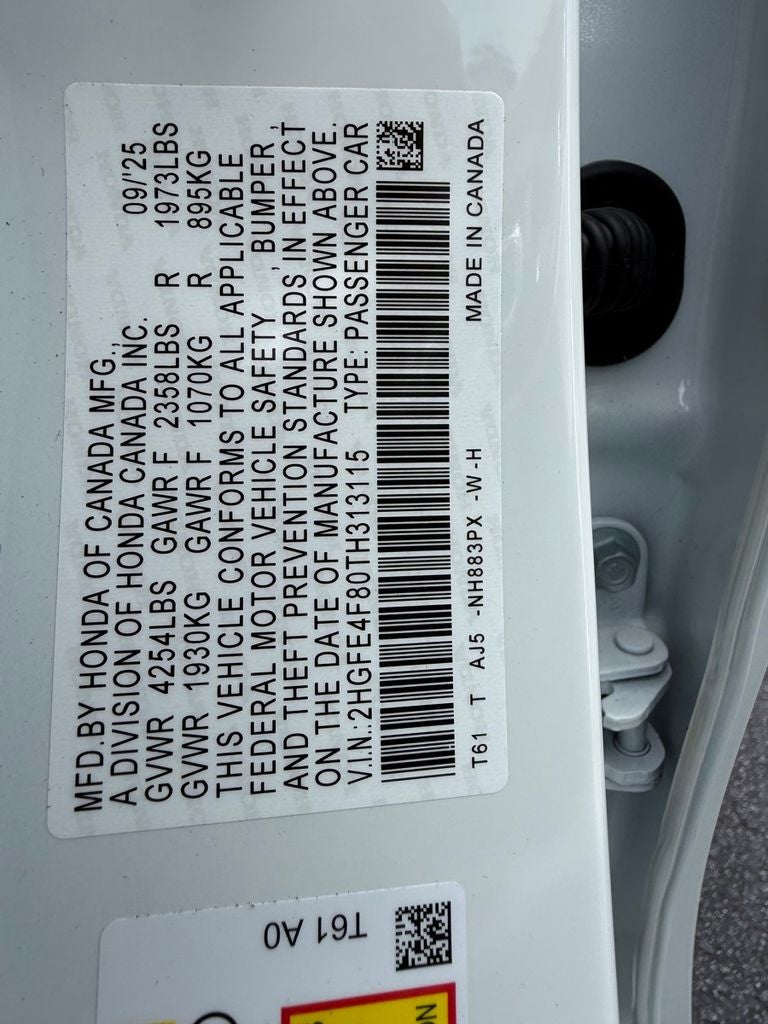 MFD.BY HONDA OF CANADA MFG.,
A DIVISION OF HONDA CANADA INC. 09/'25
GVWR 4254LBS GAWR F 2358LBS R 1973LBS
GVWR 1930KG GAWR F 1070KG R 895KG
THIS VEHICLE CONFORMS TO ALL APPLICABLE
FEDERAL MOTOR VEHICLE SAFETY , BUMPER ,
AND THEFT PREVENTION STANDARDS IN EFFECT
ON THE DATE OF MANUFACTURE SHOWN ABOVE.
V.I.N.:2HGFE4F80TH313115 TYPE: PASSENGER CAR
T61 T AJ5 -NH883PX -W-H MADE IN CANADA
T61 A0